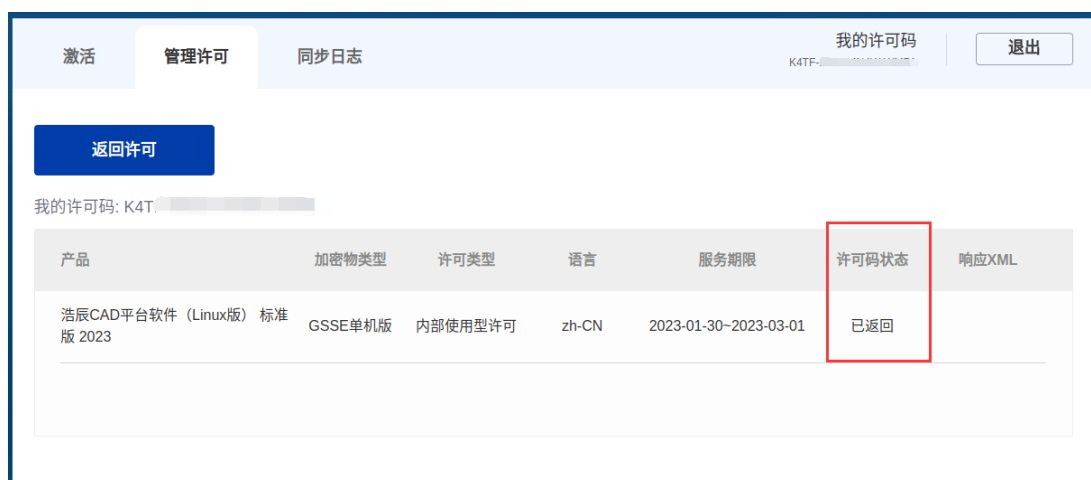 激活
管理许可
同步日志
我的许可码
K4TF-
退出
返回许可
我的许可码: K4T
产品
加密物类型
许可类型
语言
服务期限
许可码状态
响应XML
浩辰CAD平台软件（Linux版） 标准
版 2023
GSSE单机版
内部使用型许可
zh-CN
2023-01-30~2023-03-01
已返回